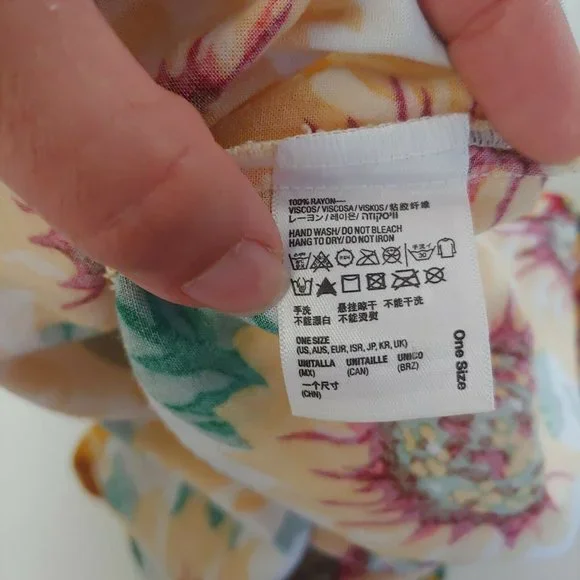 100% RAYON—
VISCOS/ VISCOSA/ VISKOS/ 粘胶纤维
レーヨン/ 레이온/ ויסקוזה
HAND WASH/ DO NOT BLEACH
HANG TO DRY/ DO NOT IRON
手洗 悬挂晾干 不能干洗
不能漂白 不能烫熨
ONE SIZE
(US, AUS, EUR, ISR, JP, KR, UK)
UNITALLA UNITAILLE UNICO
(MX) (CAN) (BRZ)
一个尺寸
(CHN)
One Size